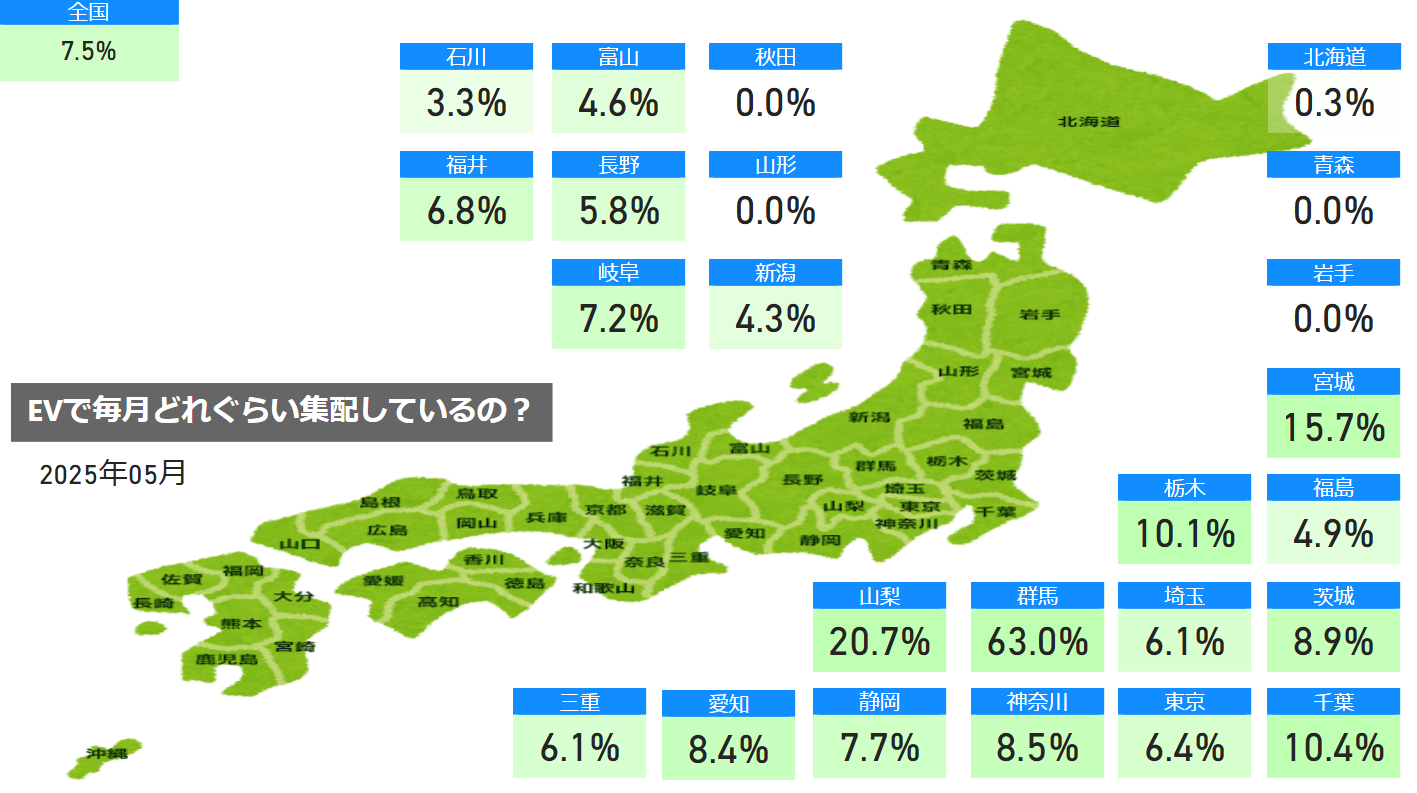 全国
7.5%
石川
3.3%
富山
4.6%
秋田
0.0%
北海道
0.3%
福井
6.8%
長野
5.8%
山形
0.0%
青森
0.0%
岐阜
7.2%
新潟
4.3%
岩手
0.0%
宮城
15.7%
栃木
10.1%
福島
4.9%
山梨
20.7%
群馬
63.0%
埼玉
6.1%
茨城
8.9%
三重
6.1%
愛知
8.4%
静岡
7.7%
神奈川
8.5%
東京
6.4%
千葉
10.4%
EVで毎月どれぐらい集配しているの？
2025年05月
北海道
青森
秋田
岩手
山形
宮城
新潟
福島
石川
富山
群馬
栃木
茨城
福井
岐阜
長野
埼玉
島根
鳥取
京都
滋賀
山梨
東京
千葉
広島
岡山
兵庫
愛知
静岡
神奈川
山口
大阪
奈良
三重
香川
佐賀
福岡
愛媛
徳島
和歌山
長崎
大分
高知
熊本
宮崎
鹿児島
沖縄